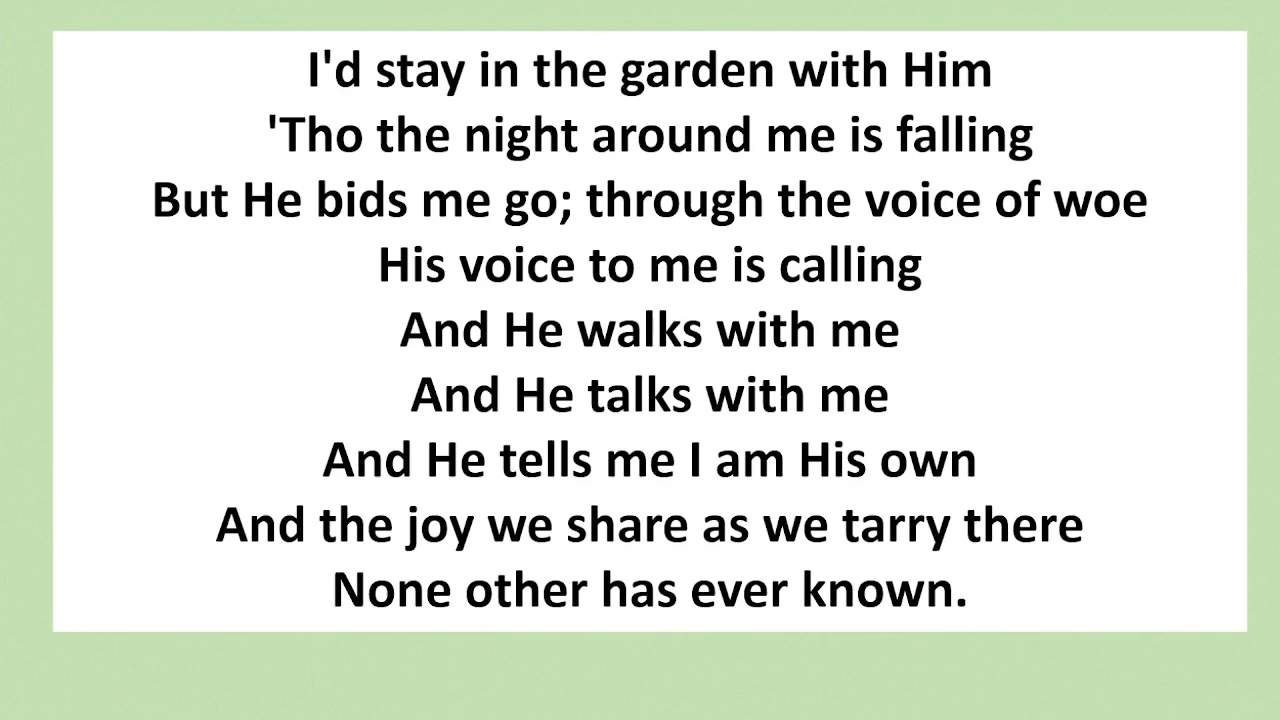 I'd stay in the garden with Him
'Tho the night around me is falling
But He bids me go; through the voice of woe
His voice to me is calling
And He walks with me
And He talks with me
And He tells me I am His own
And the joy we share as we tarry there
None other has ever known.